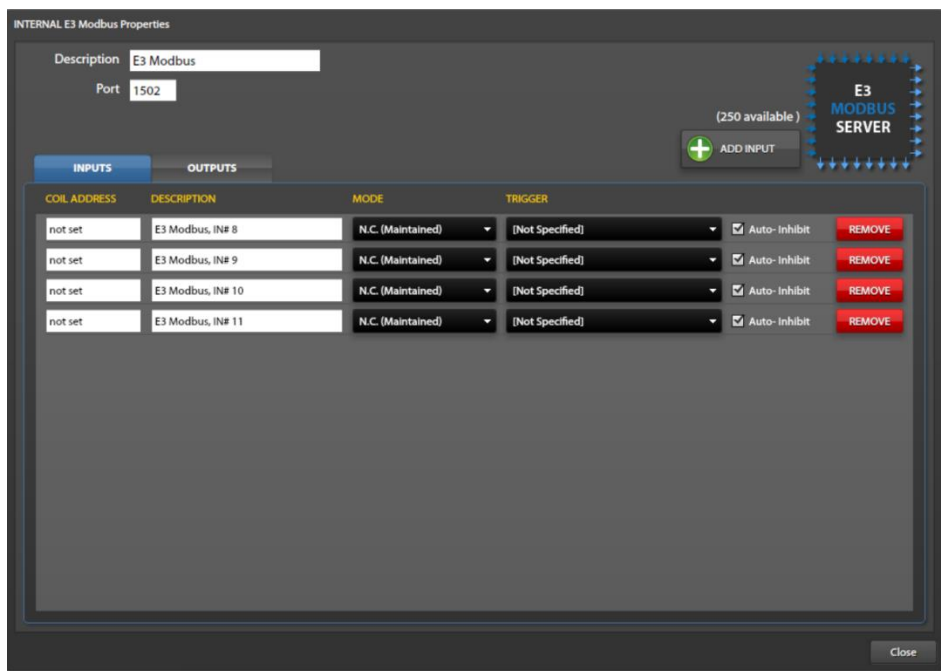 INTERNAL E3 Modbus Properties
Description E3 Modbus
Port 1502
E3
MODBUS
SERVER
(250 available )
ADD INPUT
INPUTS OUTPUTS
COIL ADDRESS DESCRIPTION MODE TRIGGER
not set E3 Modbus, IN# 8 N.C. (Maintained) [Not Specified] Auto- Inhibit REMOVE
not set E3 Modbus, IN# 9 N.C. (Maintained) [Not Specified] Auto- Inhibit REMOVE
not set E3 Modbus, IN# 10 N.C. (Maintained) [Not Specified] Auto- Inhibit REMOVE
not set E3 Modbus, IN# 11 N.C. (Maintained) [Not Specified] Auto- Inhibit REMOVE
Close